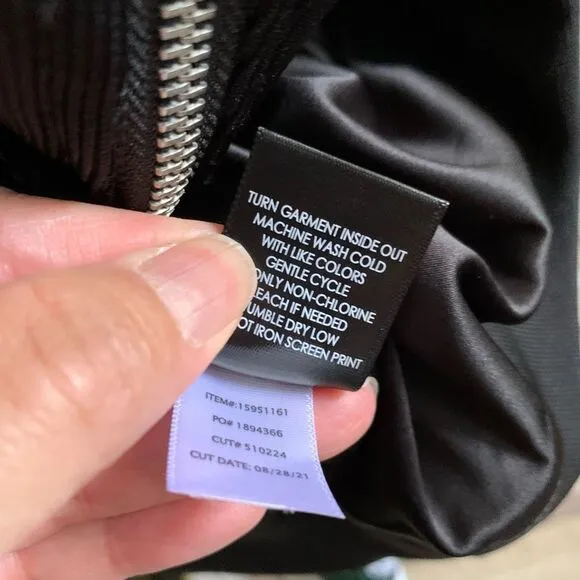 TURN GARMENT INSIDE OUT
MACHINE WASH COLD
WITH LIKE COLORS
GENTLE CYCLE
ONLY NON-CHLORINE
LEACH IF NEEDED
UMBLE DRY LOW
OT IRON SCREEN PRINT
ITEM#:15951161
PO# 1894366
CUT# 510224
CUT DATE: 08/28/21